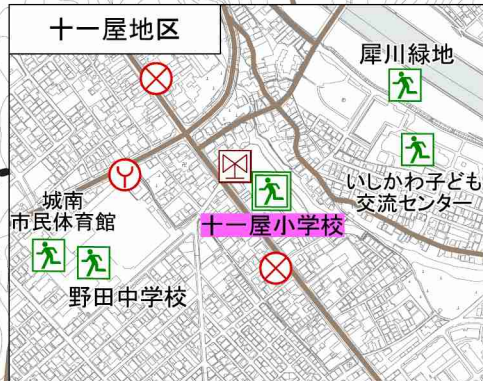 十一屋地区
犀川緑地
いしかわ子ども
交流センター
十一屋小学校
城南
市民体育館
野田中学校